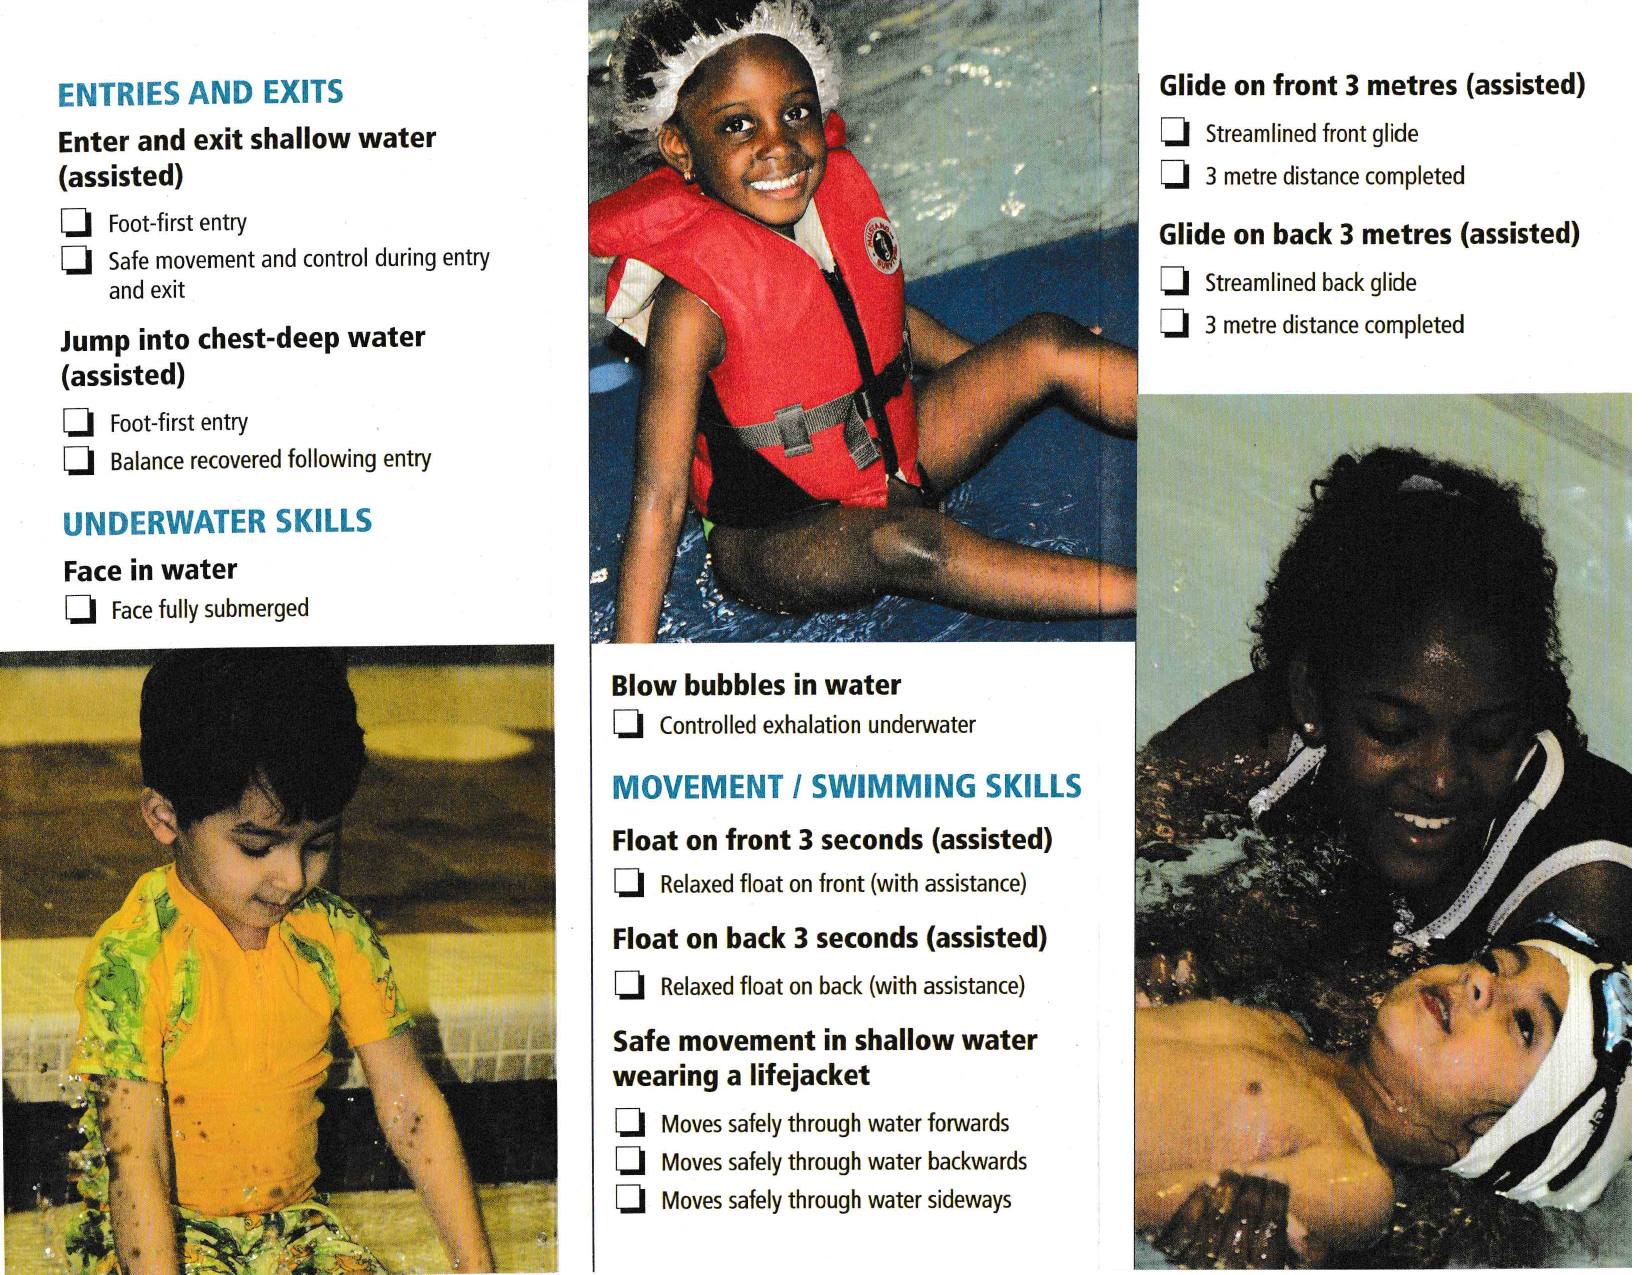 ENTRIES AND EXITS
Enter and exit shallow water
(assisted)
Foot-first entry
Safe movement and control during entry
and exit
Jump into chest-deep water
(assisted)
Foot-first entry
Balance recovered following entry
UNDERWATER SKILLS
Face in water
Face fully submerged
MUSTANG
SURVIVAL
Blow bubbles in water
Controlled exhalation underwater
MOVEMENT / SWIMMING SKILLS
Float on front 3 seconds (assisted)
Relaxed float on front (with assistance)
Float on back 3 seconds (assisted)
Relaxed float on back (with assistance)
Safe movement in shallow water
wearing a lifejacket
Moves safely through water forwards
Moves safely through water backwards
Moves safely through water sideways
Glide on front 3 metres (assisted)
Streamlined front glide
3 metre distance completed
Glide on back 3 metres (assisted)
Streamlined back glide
3 metre distance completed